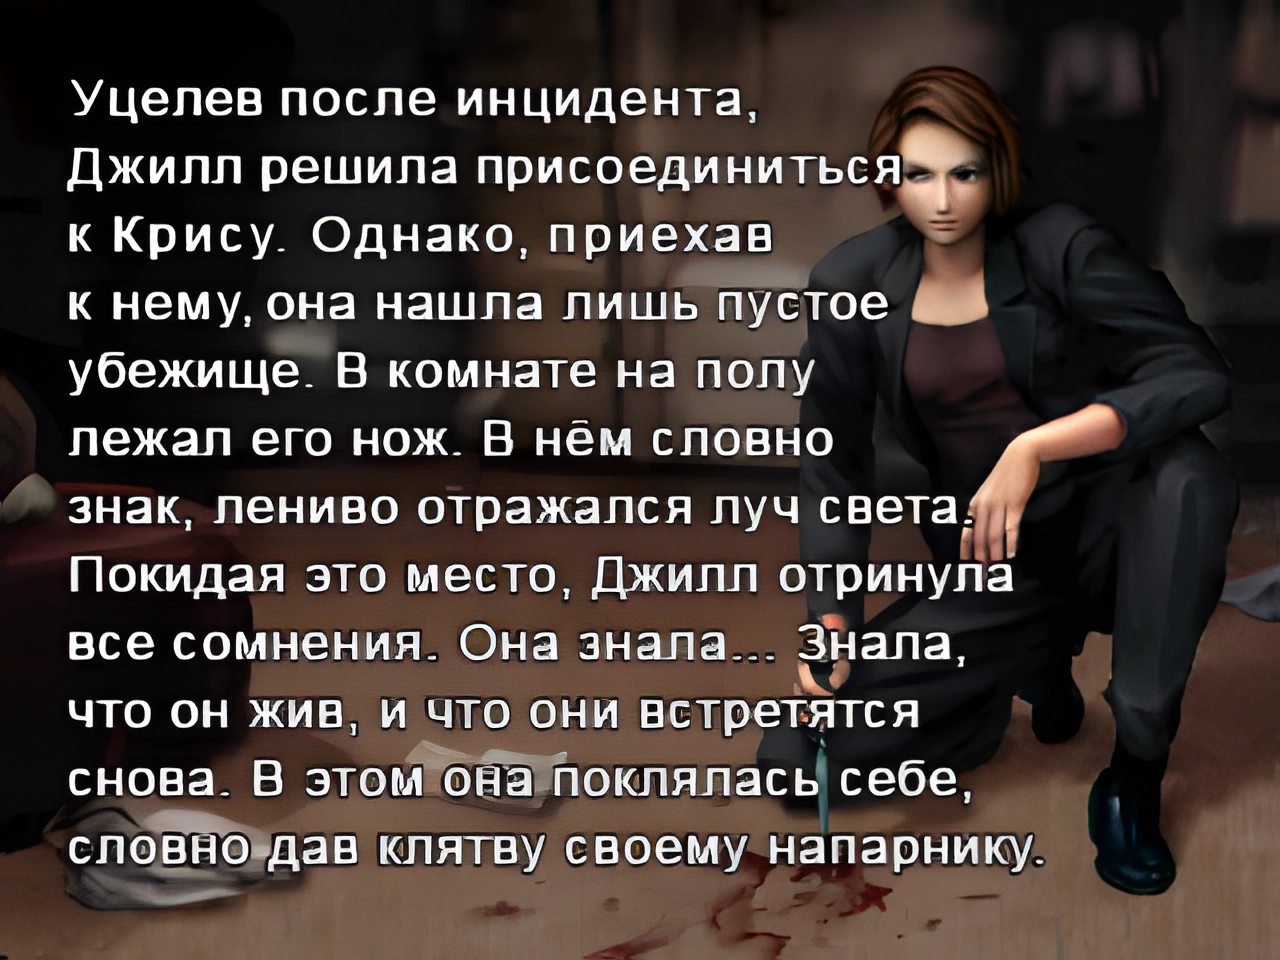 Уцелев после инцидента,
Джилл решила присоединиться
к Крису. Однако, приехав
к нему, она нашла лишь пустое
убежище. В комнате на полу
лежал его нож. В нём словно
знак, лениво отражался луч света.
Покидая это место, Джилл отринула
все сомнения. Она знала... Знала,
что он жив, и что они встретятся
снова. В этом она поклялась себе,
словно дав клятву своему напарнику.